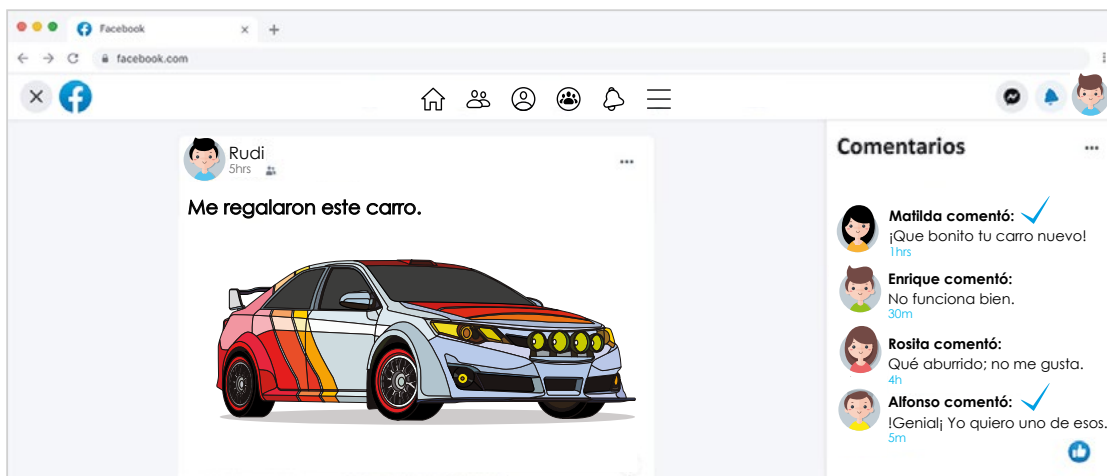 Facebook
facebook.com
Rudi
5hrs
Me regalaron este carro.
Comentarios
Matilda comentó:
¡Que bonito tu carro nuevo!
1hrs
Enrique comentó:
No funciona bien.
30m
Rosita comentó:
Qué aburrido; no me gusta.
4h
Alfonso comentó:
!Genial¡ Yo quiero uno de esos.
5m